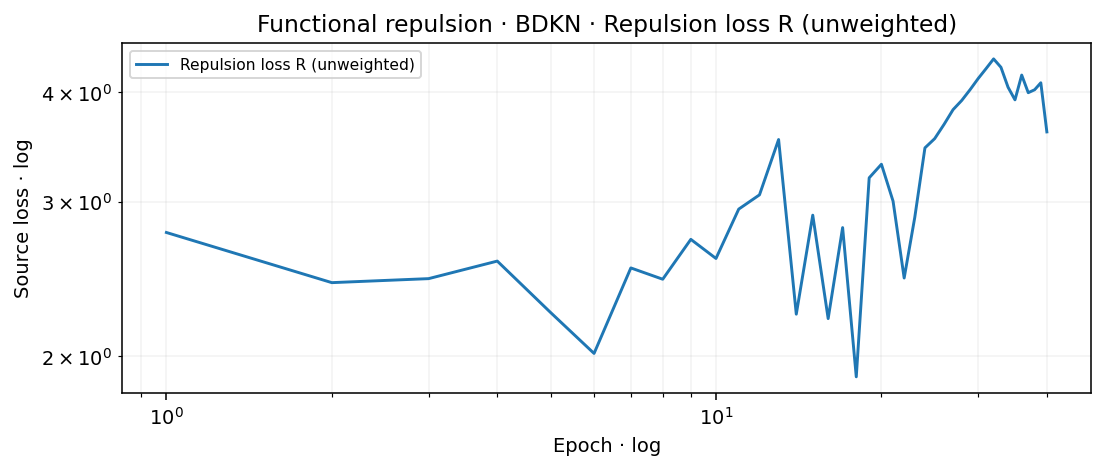 Functional repulsion · BDKN · Repulsion loss R (unweighted)
Repulsion loss R (unweighted)
4 × 10⁰
3 × 10⁰
2 × 10⁰
Source loss · log
10⁰ 10¹
Epoch · log